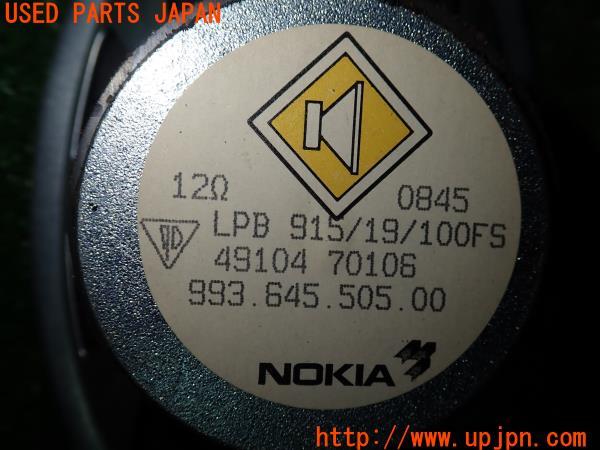 USED PARTS JAPAN
12Ω 0845
LPB 915/19/100FS
49104 70106
993.645.505.00
NOKIA
http://www.upjpn.com/